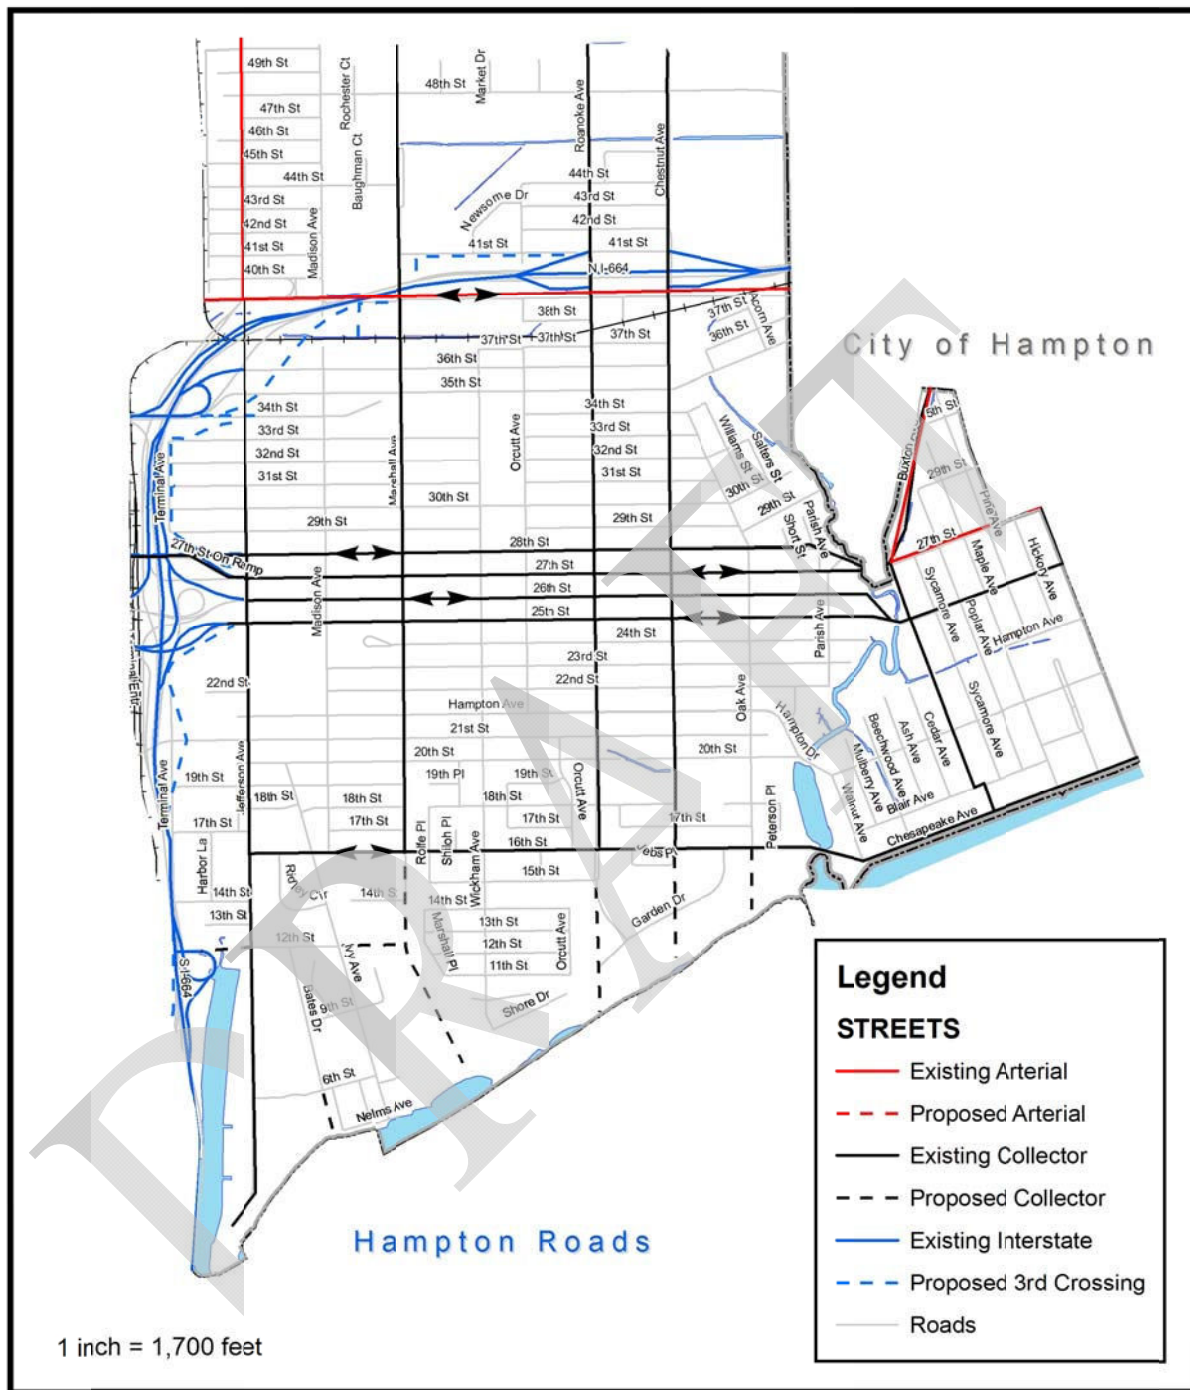 49th St
48th St
Market Dr
Rochester Ct
Roanoke Ave
47th St
46th St
45th St
Baughman Ct
Chestnut Ave
44th St
44th St
43rd St
43rd St
Newsome Dr
42nd St
42nd St
Madison Ave
41st St
41st St
41st St
40th St
N I-664
38th St
37th St
Acorn Ave
37th St
37th St
37th St
36th St
36th St
35th St
City of Hampton
34th St
34th St
5th St
33rd St
33rd St
Williams St
Salters St
32nd St
32nd St
Orcutt Ave
Marshall Ave
31st St
31st St
29th St
30th St
30th St
29th St
Pine Ave
Terminal Ave
29th St
29th St
Short St
Parish Ave
28th St
27th St
27th St On Ramp
27th St
Maple Ave
Hickory Ave
26th St
25th St
Madison Ave
Sycamore Ave
Poplar Ave
24th St
Parish Ave
Hampton Ave
23rd St
22nd St
22nd St
Oak Ave
Hampton Ave
Hampton Dr
Sycamore Ave
21st St
20th St
20th St
Beechwood Ave
Ash Ave
Cedar Ave
Mulberry Ave
Jefferson Ave
Terminal Ave
19th St
19th Pl
19th St
Orcutt Ave
18th St
18th St
18th St
Peterson Pl
Walnut Ave
Blair Ave
17th St
17th St
17th St
17th St
Chesapeake Ave
Rolfe Pl
Shiloh Pl
16th St
Wickham Ave
Harbor La
15th St
14th St
14th St
Garden Dr
13th St
Marshall Pl
13th St
12th St
Ivy Ave
12th St
Orcutt Ave
11th St
S-I-664
Bates Dr
9th St
Shore Dr
6th St
Nelms Ave
Hampton Roads
1 inch = 1,700 feet
Legend
STREETS
Existing Arterial
Proposed Arterial
Existing Collector
Proposed Collector
Existing Interstate
Proposed 3rd Crossing
Roads
DRAFT